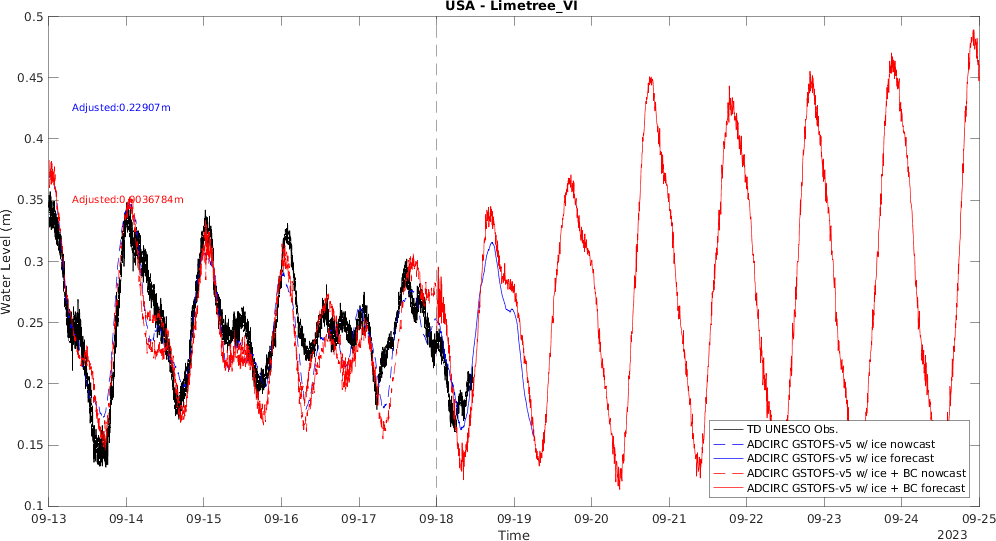 USA - Limetree_VI
0.5
0.45
0.4
0.35
0.3
0.25
0.2
0.15
0.1
Water Level (m)
Adjusted:0.22907m
Adjusted:0.0036784m
TD UNESCO Obs.
ADCIRC GSTOFS-v5 w/ ice nowcast
ADCIRC GSTOFS-v5 w/ ice forecast
ADCIRC GSTOFS-v5 w/ ice + BC nowcast
ADCIRC GSTOFS-v5 w/ ice + BC forecast
09-13 09-14 09-15 09-16 09-17 09-18 09-19 09-20 09-21 09-22 09-23 09-24 09-25
Time
2023